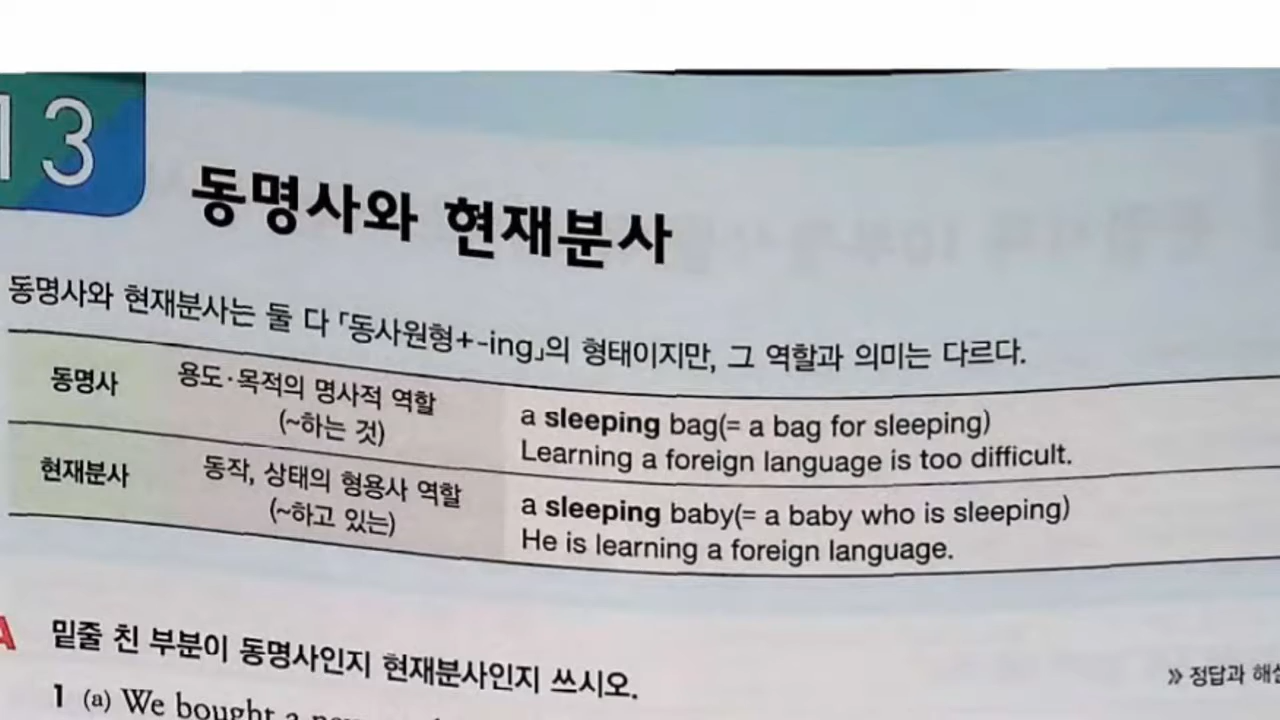 13
동명사와 현재분사
동명사와 현재분사는 둘 다 「동사원형+-ing」의 형태이지만, 그 역할과 의미는 다르다.
동명사
용도·목적의 명사적 역할
(~하는 것)
a sleeping bag(= a bag for sleeping)
Learning a foreign language is too difficult.
현재분사
동작, 상태의 형용사 역할
(~하고 있는)
a sleeping baby(= a baby who is sleeping)
He is learning a foreign language.
A 밑줄 친 부분이 동명사인지 현재분사인지 쓰시오.
» 정답과
1 (a) We bought a